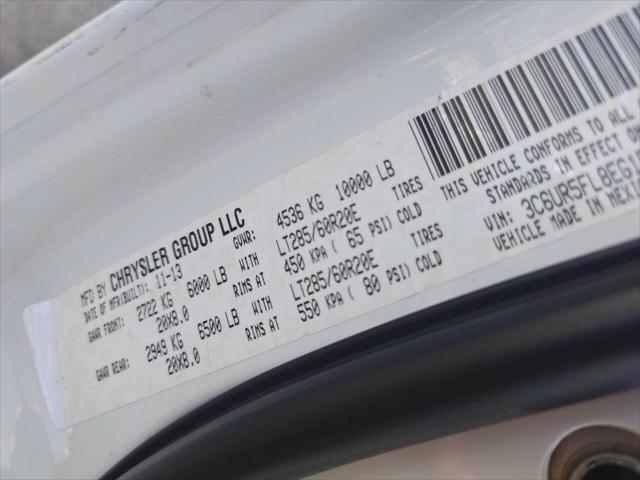 MFD BY CHRYSLER GROUP LLC
DATE OF MFR(BUILT): 11-13 GVWR: 4536 KG 10000 LB
GAWR FRONT: 2722 KG 6000 LB WITH LT285/60R20E TIRES
20X8.0 RIMS AT 450 KPA ( 65 PSI) COLD
GAWR REAR: 2949 KG 6500 LB WITH LT285/60R20E TIRES
20X8.0 RIMS AT 550 KPA ( 80 PSI) COLD
THIS VEHICLE CONFORMS TO ALL
STANDARDS IN EFFECT
VIN: 3C6UR5FL8EG1
VEHICLE MADE IN MEX